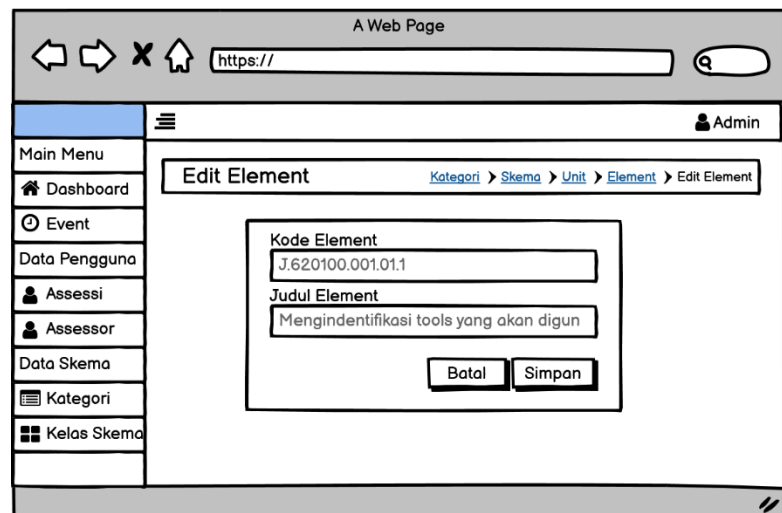 A Web Page
https://
Admin
Main Menu
Dashboard
Event
Data Pengguna
Assessi
Assessor
Data Skema
Kategori
Kelas Skema
Edit Element
Kategori > Skema > Unit > Element > Edit Element
Kode Element
J.620100.001.01.1
Judul Element
Mengindentifikasi tools yang akan digun
Batal Simpan